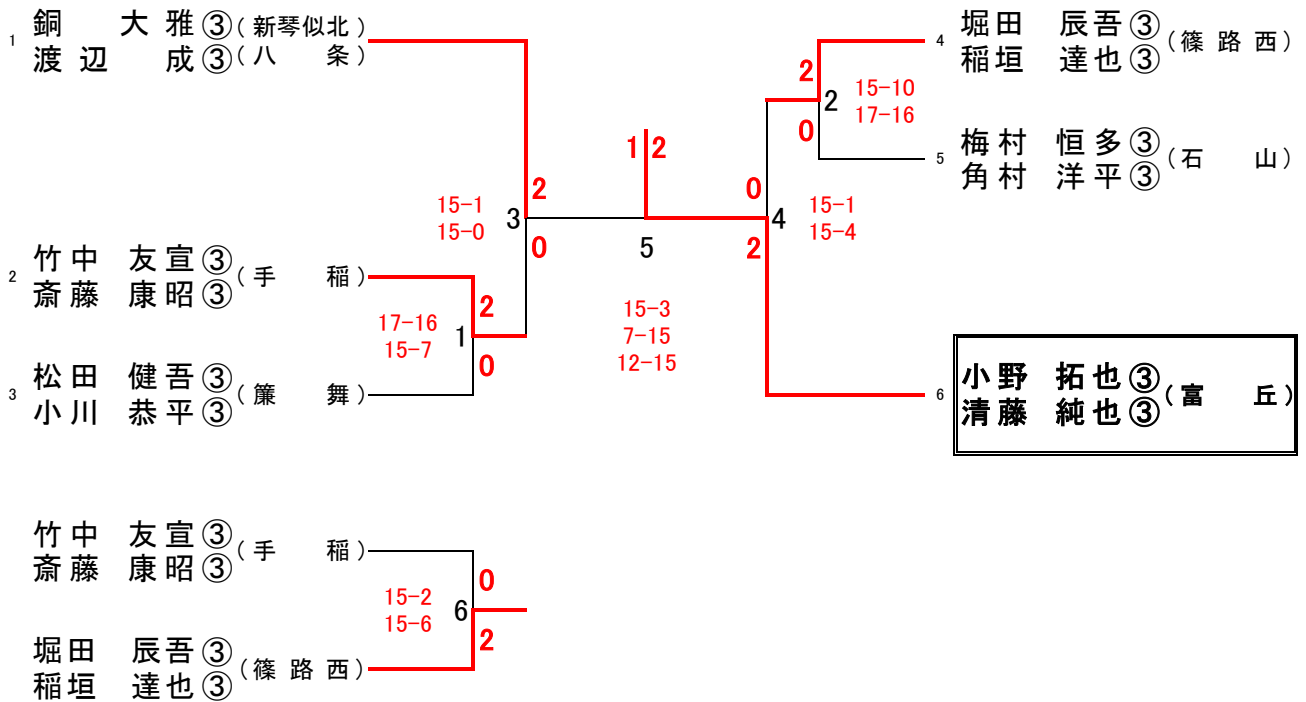 1 銅 大雅③(新琴似北)
渡辺 成③(八条)
2 竹中 友宣③(手稲)
斎藤 康昭③
3 松田 健吾③(簾舞)
小川 恭平③
2
0
3
15-1
15-0
2
0
1
17-16
15-7
1 2
5
15-3
7-15
12-15
4 堀田 辰吾③(篠路西)
稲垣 達也③
5 梅村 恒多③(石山)
角村 洋平③
6 小野 拓也③(富丘)
清藤 純也③
2
0
2
15-10
17-16
0
2
4
15-1
15-4
竹中 友宣③(手稲)
斎藤 康昭③
堀田 辰吾③(篠路西)
稲垣 達也③
0
2
6
15-2
15-6